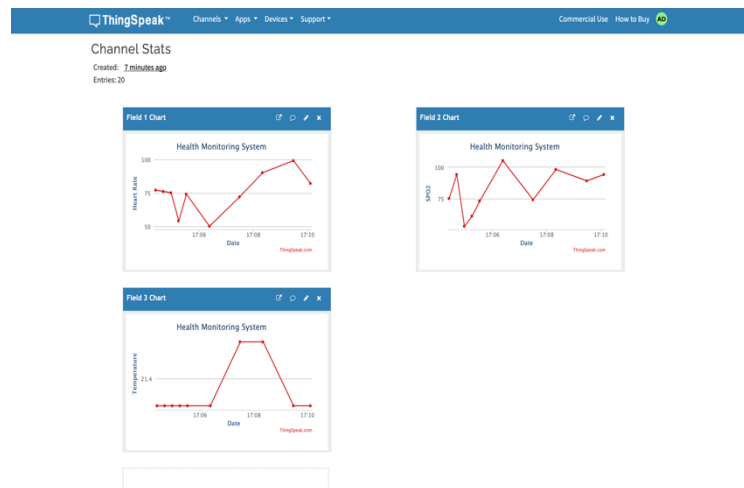 ThingSpeak™ Channels Apps Devices Support Commercial Use How to Buy AD
Channel Stats
Created: 7 minutes ago
Entries: 20
Field 1 Chart
Health Monitoring System
100
75
50
Heart Rate
17:06 17:08 17:10
Date
ThingSpeak.com
Field 2 Chart
Health Monitoring System
100
75
SPO2
17:06 17:08 17:10
Date
ThingSpeak.com
Field 3 Chart
Health Monitoring System
21.4
Temperature
17:06 17:08 17:10
Date
ThingSpeak.com